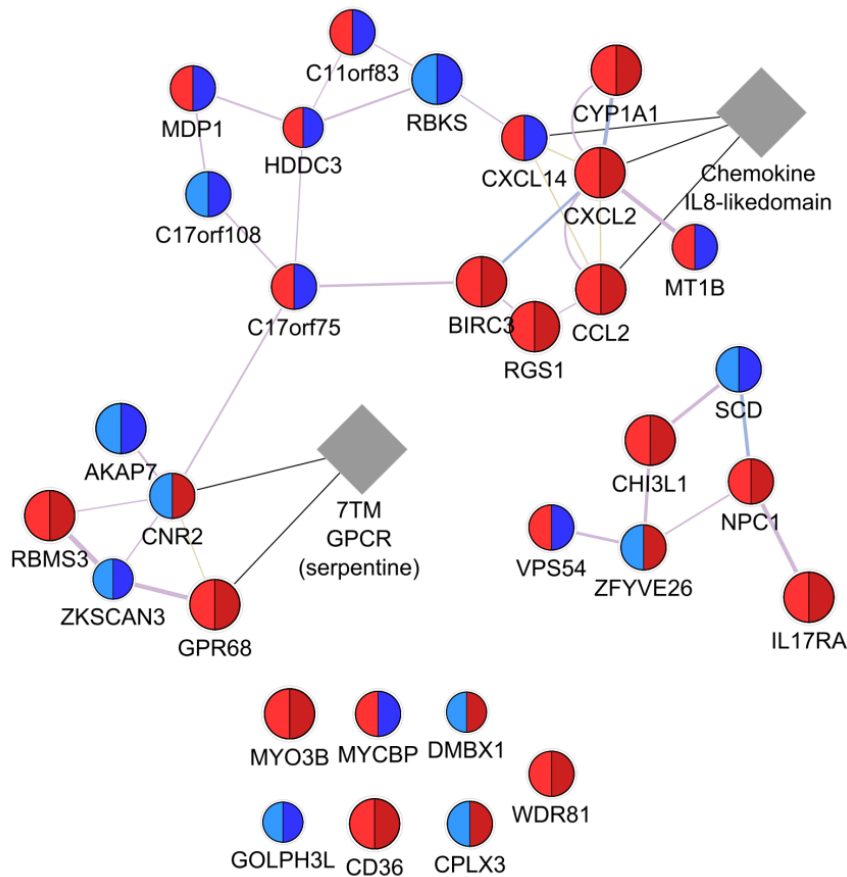 C11orf83
CYP1A1
MDP1
RBKS
HDDC3
CXCL14
Chemokine
IL8-likedomain
CXCL2
C17orf108
MT1B
C17orf75
BIRC3
CCL2
RGS1
SCD
AKAP7
CHI3L1
7TM
GPCR
(serpentine)
CNR2
NPC1
RBMS3
VPS54
ZFYVE26
ZKSCAN3
GPR68
IL17RA
MYO3B
MYCBP
DMBX1
WDR81
GOLPH3L
CD36
CPLX3